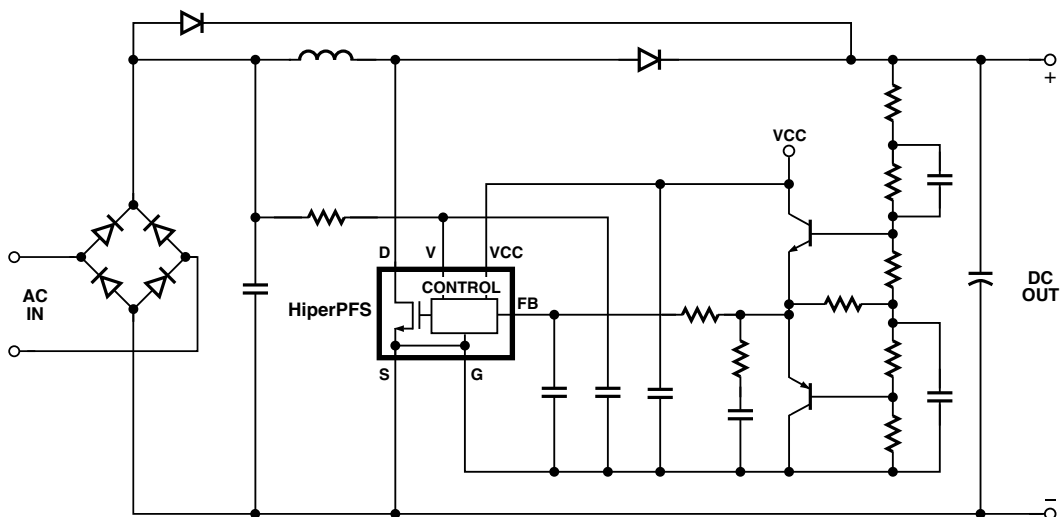 +
VCC
D
V
VCC
CONTROL
HiperPFS
FB
AC
IN
DC
OUT
S
G
–